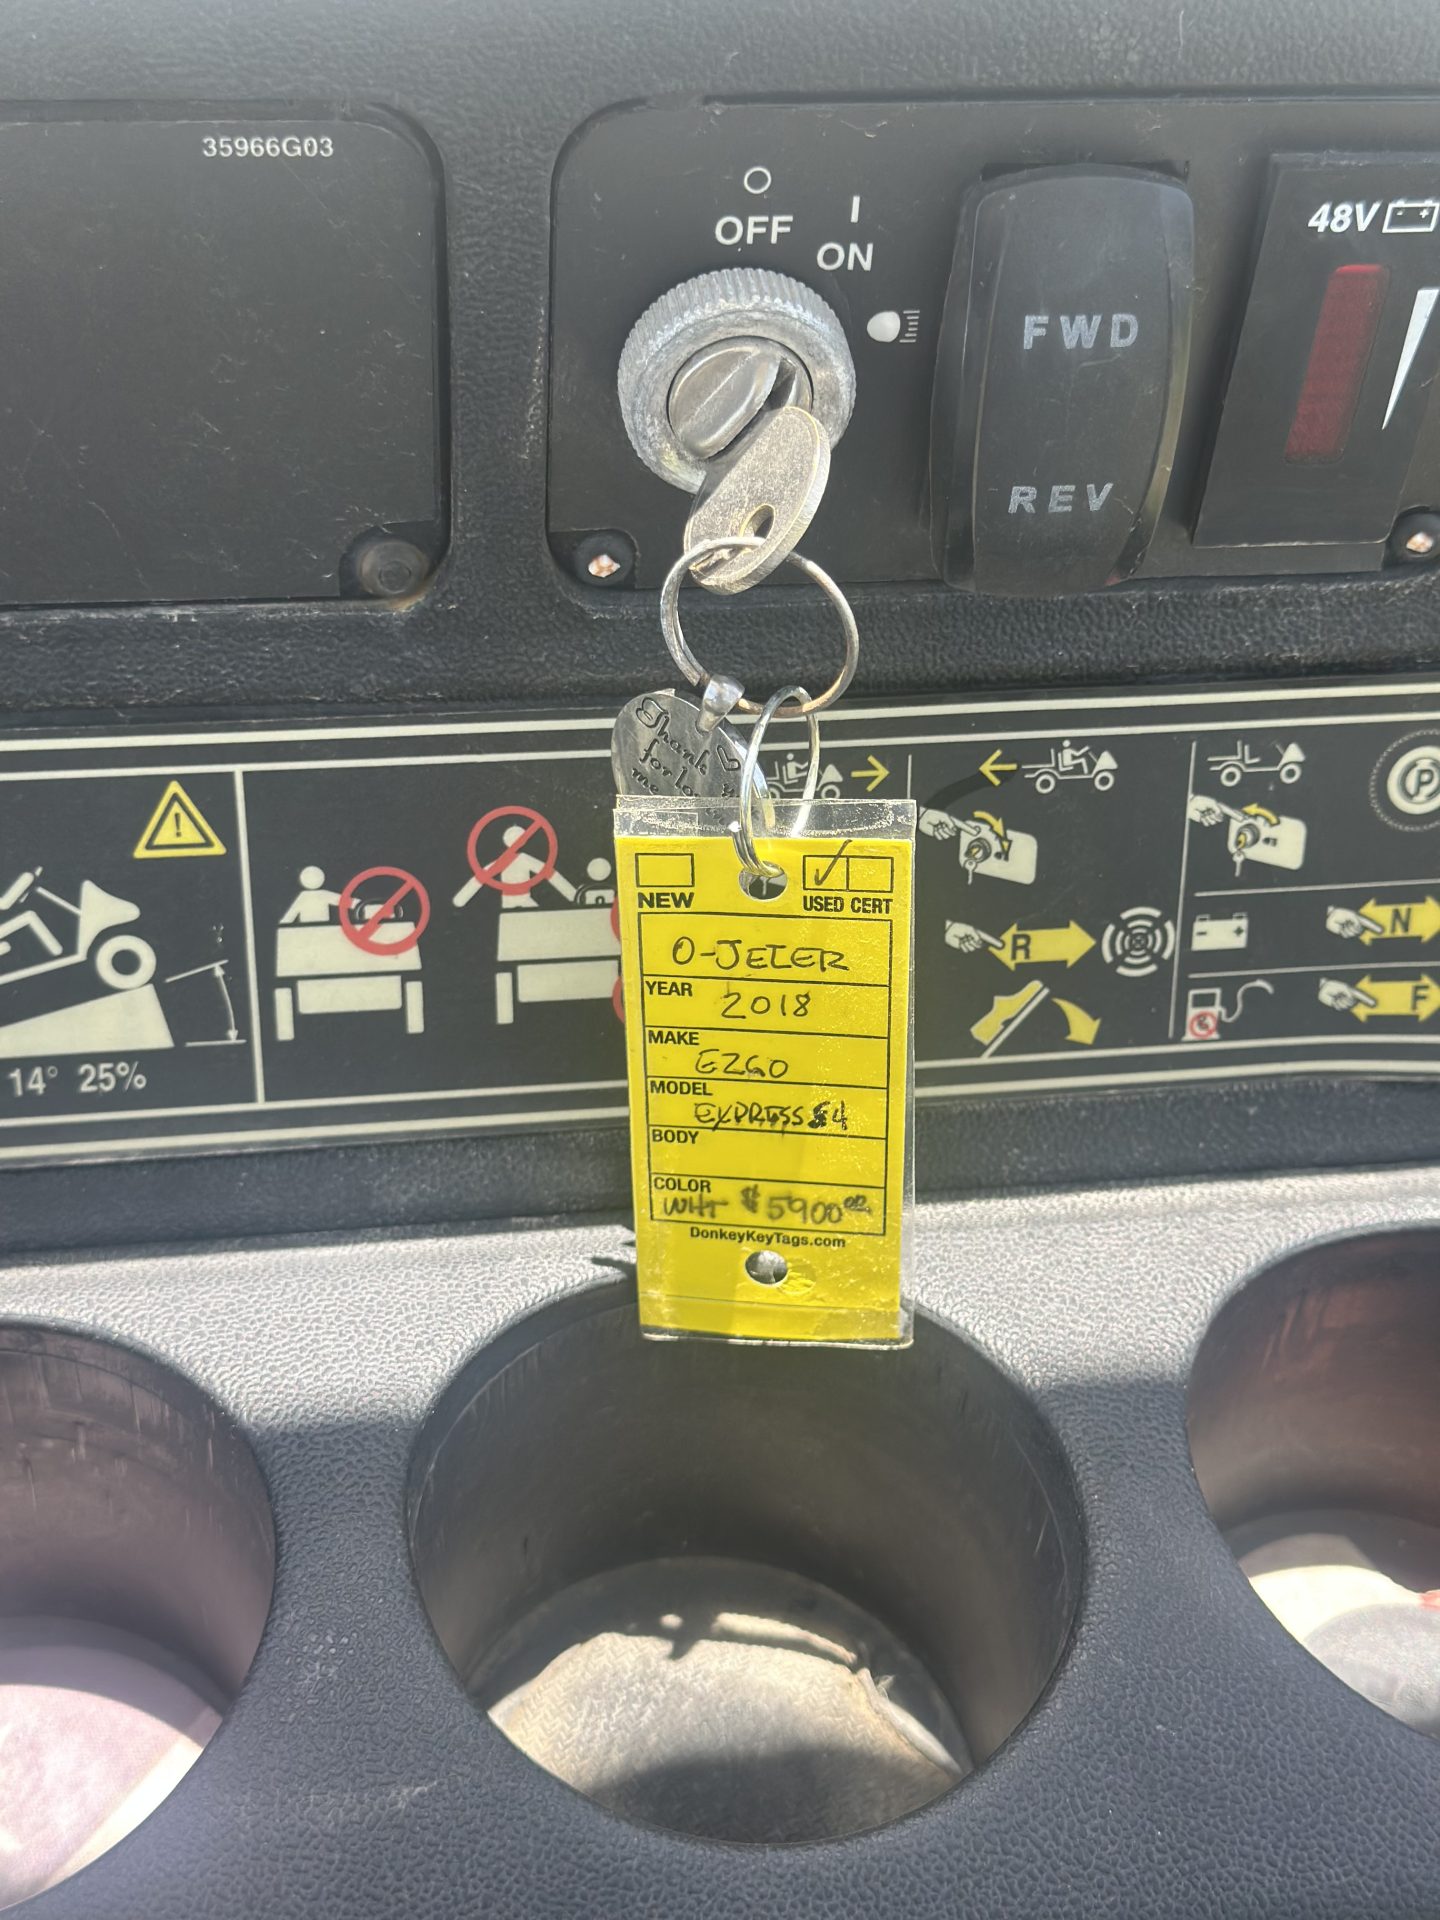 35966G03
OFF
ON
FWD
REV
48V
Thank
for
me
14° 25%
R
N
F
P
NEW
USED CERT
O-JETER
YEAR 2018
MAKE
EZGO
MODEL
EXPRESS S4
BODY
COLOR
WHT $5900.00
DonkeyKeyTags.com